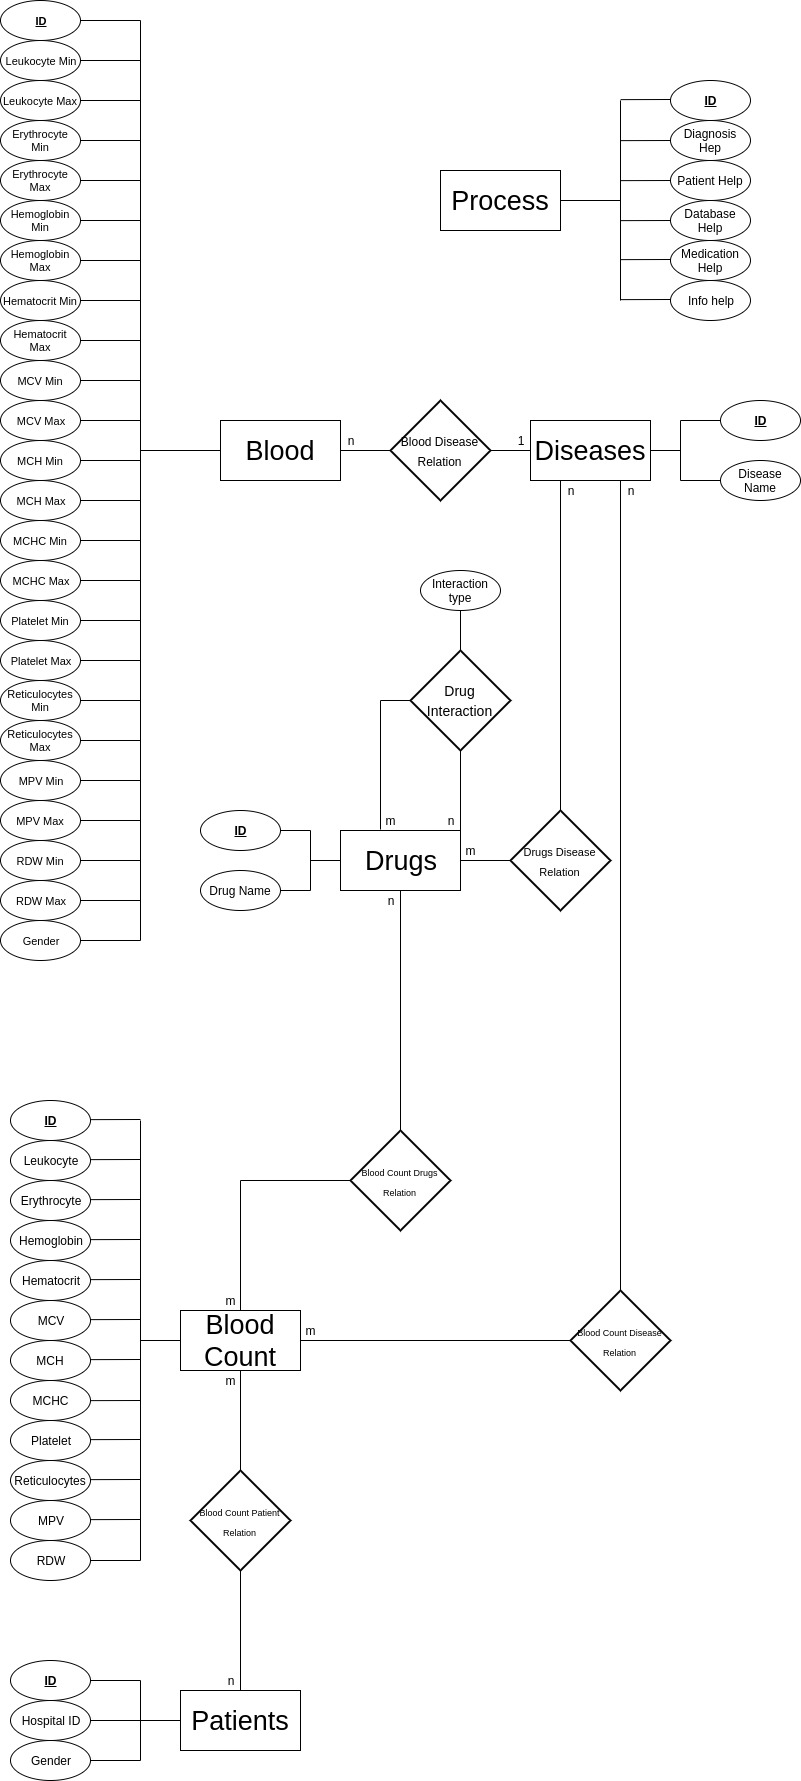 ID
Leukocyte Min
Leukocyte Max
Erythrocyte
Min
Erythrocyte
Max
Hemoglobin
Min
Hemoglobin
Max
Hematocrit Min
Hematocrit
Max
MCV Min
MCV Max
MCH Min
MCH Max
MCHC Min
MCHC Max
Platelet Min
Platelet Max
Reticulocytes
Min
Reticulocytes
Max
MPV Min
MPV Max
RDW Min
RDW Max
Gender
Process
ID
Diagnosis
Hep
Patient Help
Database
Help
Medication
Help
Info help
Blood
n
Blood Disease
Relation
1
Diseases
ID
Disease
Name
n
n
Interaction
type
Drug
Interaction
m
n
ID
Drug Name
Drugs
m
Drugs Disease
Relation
n
Blood Count Drugs
Relation
ID
Leukocyte
Erythrocyte
Hemoglobin
Hematocrit
MCV
MCH
MCHC
Platelet
Reticulocytes
MPV
RDW
m
Blood
Count
m
Blood Count Disease
Relation
m
Blood Count Patient
Relation
n
ID
Hospital ID
Gender
Patients